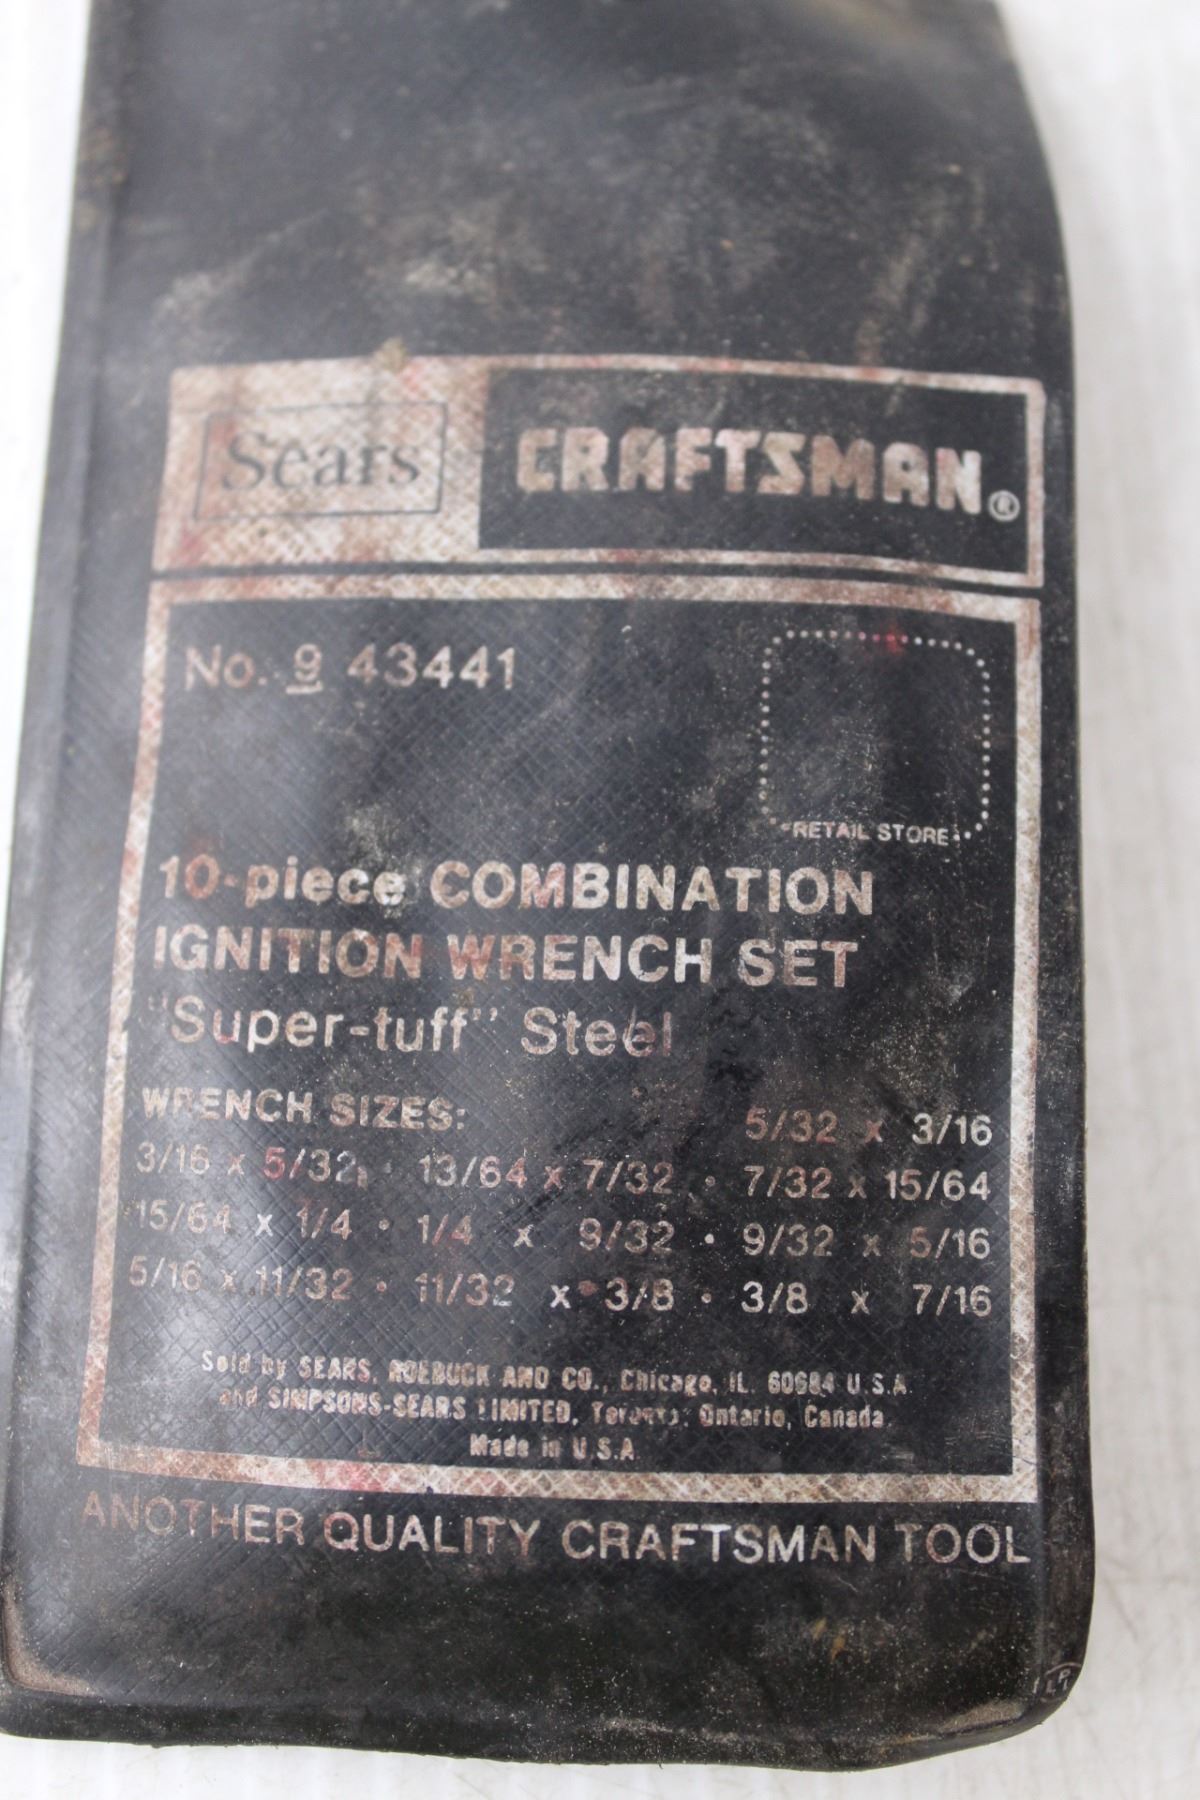 Sears CRAFTSMAN®
No. 9 43441
RETAIL STORE
10-piece COMBINATION
IGNITION WRENCH SET
"Super-tuff" Steel
WRENCH SIZES: 5/32 x 3/16
3/16 x 5/32 · 13/64 x 7/32 · 7/32 x 15/64
15/64 x 1/4 · 1/4 x 9/32 · 9/32 x 5/16
5/16 x 11/32 · 11/32 x 3/8 · 3/8 x 7/16
Sold by SEARS, ROEBUCK AND CO., Chicago, IL. 60684 U.S.A.
and SIMPSONS-SEARS LIMITED, Toronto, Ontario, Canada
Made in U.S.A.
ANOTHER QUALITY CRAFTSMAN TOOL